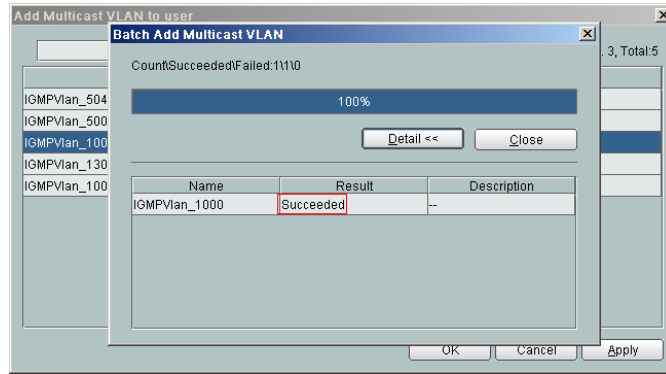 Add Multicast VLAN to user
Batch Add Multicast VLAN
3, Total:5
Count\Succeeded\Failed:1\1\0
100%
Detail <<
Close
IGMPVlan_504
IGMPVlan_500
IGMPVlan_100
IGMPVlan_130
IGMPVlan_100
Name Result Description
IGMPVlan_1000 Succeeded --
OK Cancel Apply